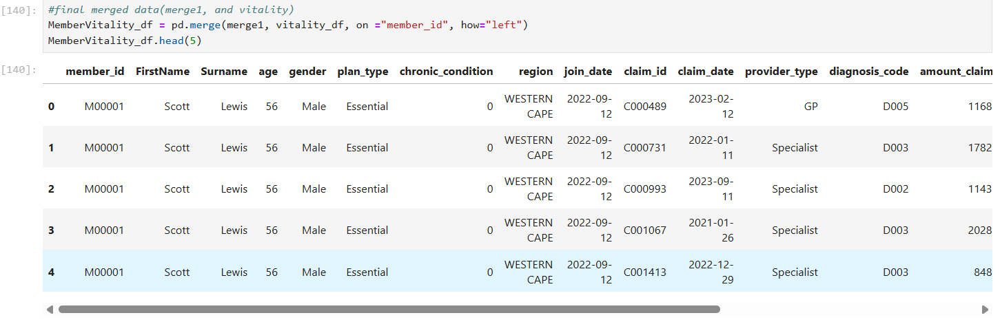 [140]: #final merged data(merge1, and vitality)
MemberVitality_df = pd.merge(merge1, vitality_df, on ="member_id", how="left")
MemberVitality_df.head(5)
[140]: member_id FirstName Surname age gender plan_type chronic_condition region join_date claim_id claim_date provider_type diagnosis_code amount_claim
0 M00001 Scott Lewis 56 Male Essential 0 WESTERN CAPE 2022-09-12 C000489 2023-02-12 GP D005 1168
1 M00001 Scott Lewis 56 Male Essential 0 WESTERN CAPE 2022-09-12 C000731 2022-01-11 Specialist D003 1782
2 M00001 Scott Lewis 56 Male Essential 0 WESTERN CAPE 2022-09-12 C000993 2023-09-11 Specialist D002 1143
3 M00001 Scott Lewis 56 Male Essential 0 WESTERN CAPE 2022-09-12 C001067 2021-01-26 Specialist D003 2028
4 M00001 Scott Lewis 56 Male Essential 0 WESTERN CAPE 2022-09-12 C001413 2022-12-29 Specialist D003 848